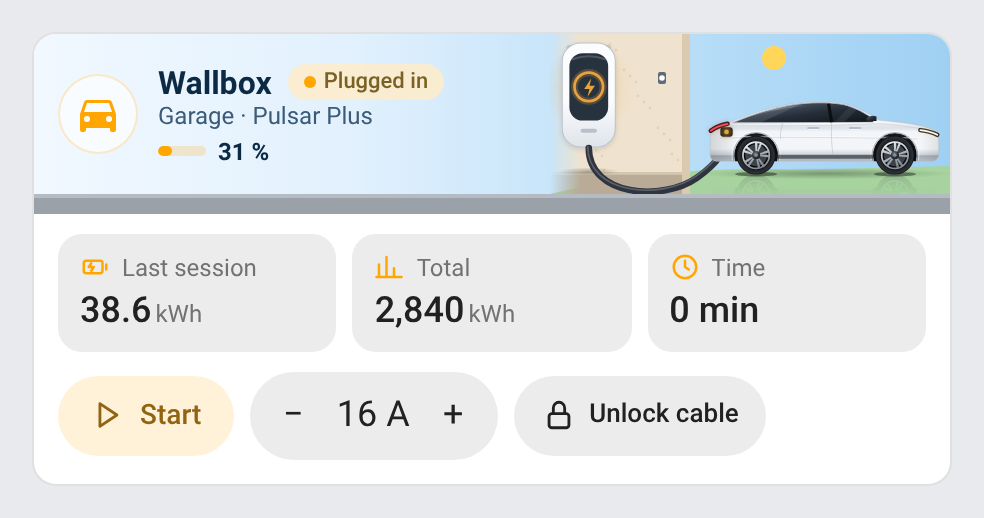 Wallbox
Plugged in
Garage · Pulsar Plus
31 %
Last session
38.6 kWh
Total
2,840 kWh
Time
0 min
Start
− 16 A +
Unlock cable